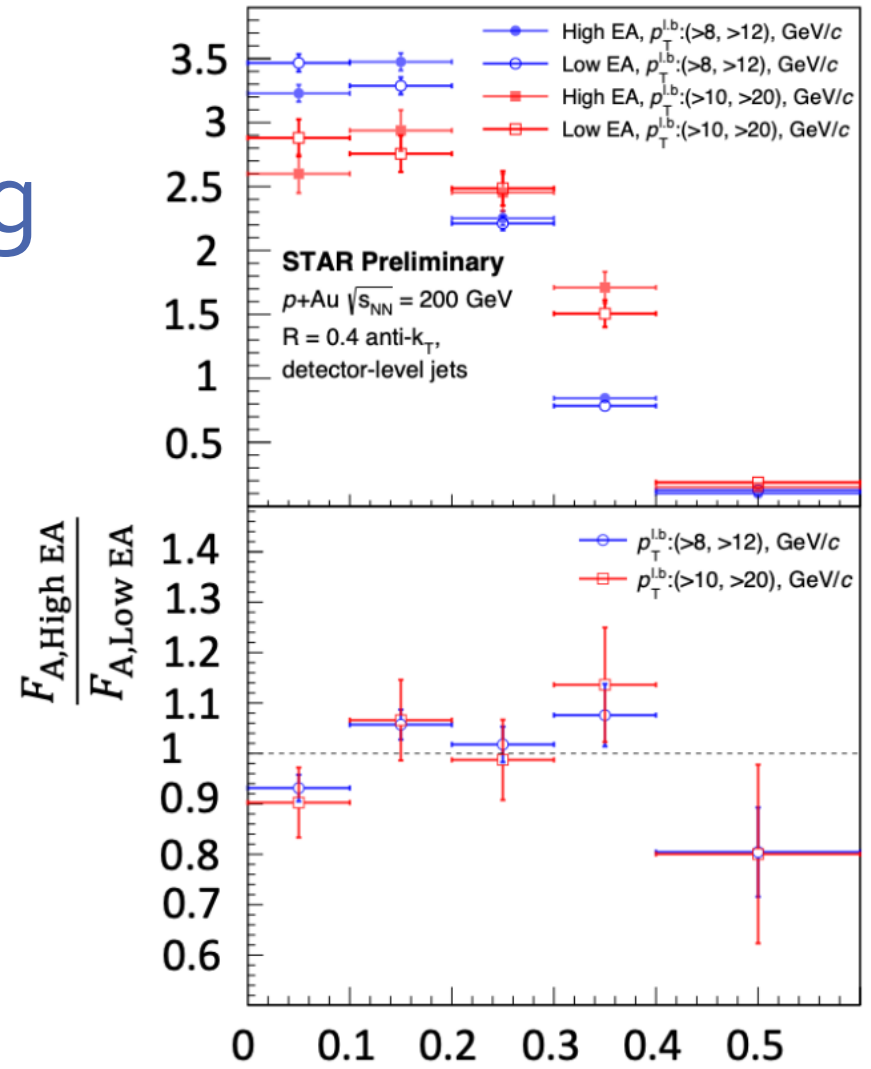 g
3.5
3
2.5
2
1.5
1
0.5
High EA, p_T^{l.b}:(>8, >12), GeV/c
Low EA, p_T^{l.b}:(>8, >12), GeV/c
High EA, p_T^{l.b}:(>10, >20), GeV/c
Low EA, p_T^{l.b}:(>10, >20), GeV/c
STAR Preliminary
p+Au √s_{NN} = 200 GeV
R = 0.4 anti-k_T,
detector-level jets
F_{A,High EA}
F_{A,Low EA}
1.4
1.3
1.2
1.1
1
0.9
0.8
0.7
0.6
p_T^{l.b}:(>8, >12), GeV/c
p_T^{l.b}:(>10, >20), GeV/c
0 0.1 0.2 0.3 0.4 0.5